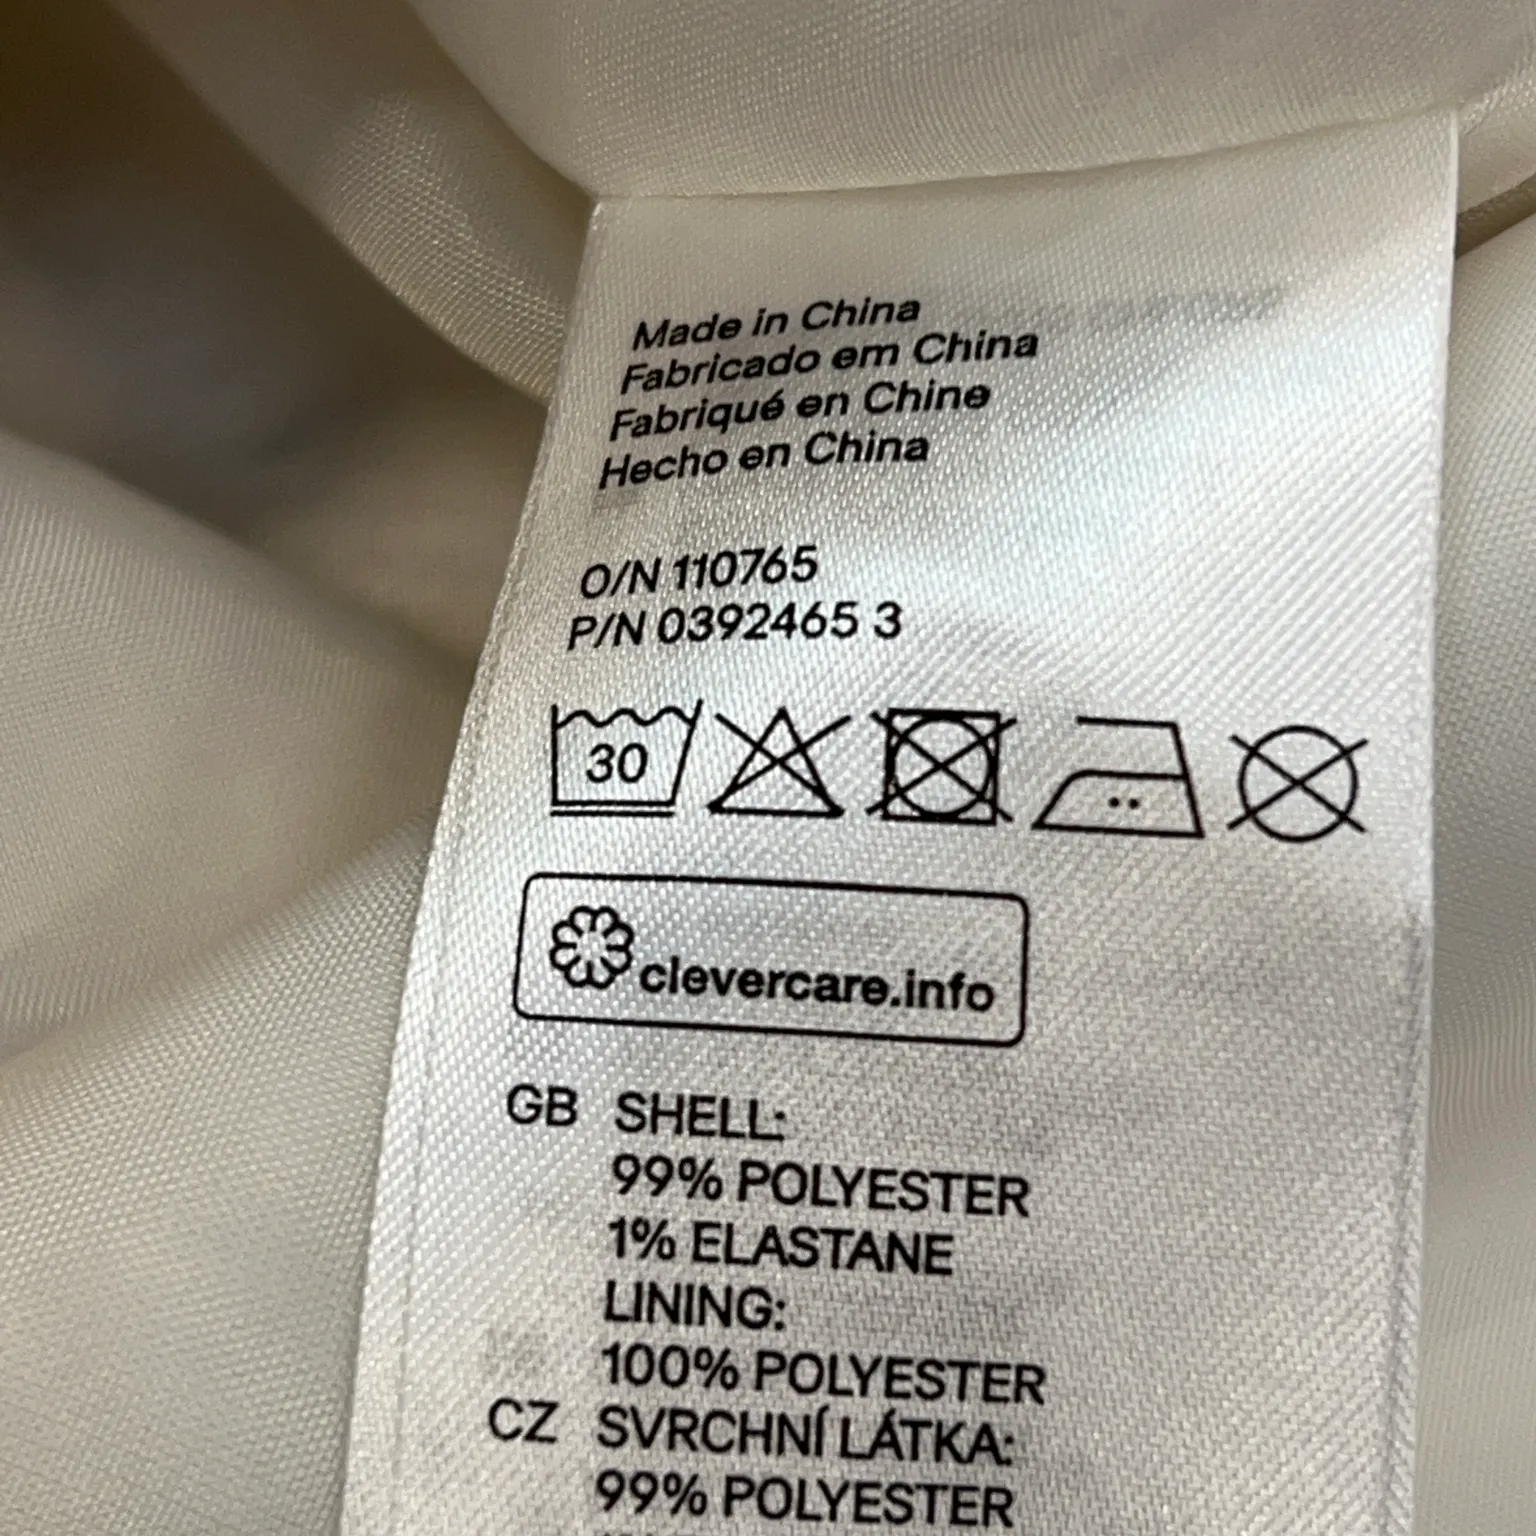 Made in China
Fabricado em China
Fabriqué en Chine
Hecho en China
O/N 110765
P/N 0392465 3
30
clevercare.info
GB SHELL:
99% POLYESTER
1% ELASTANE
LINING:
100% POLYESTER
CZ SVRCHNÍ LÁTKA:
99% POLYESTER